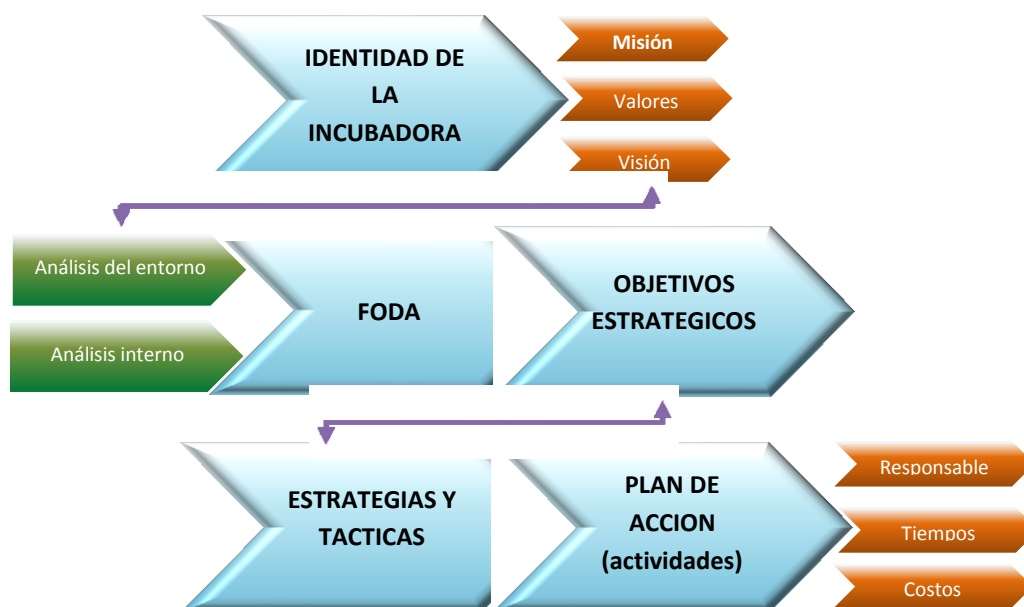 IDENTIDAD DE
LA
INCUBADORA
Misión
Valores
Visión
Análisis del entorno
Análisis interno
FODA
OBJETIVOS
ESTRATEGICOS
ESTRATEGIAS Y
TACTICAS
PLAN DE
ACCION
(actividades)
Responsable
Tiempos
Costos